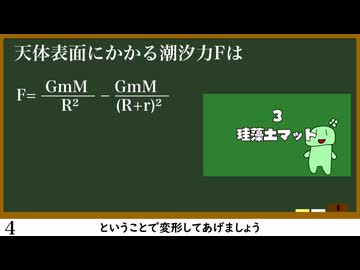 天体表面にかかる潮汐力Fは
F= GmM/R² − GmM/(R+r)²
3
珪藻土マット
4
ということで変形してあげましょう